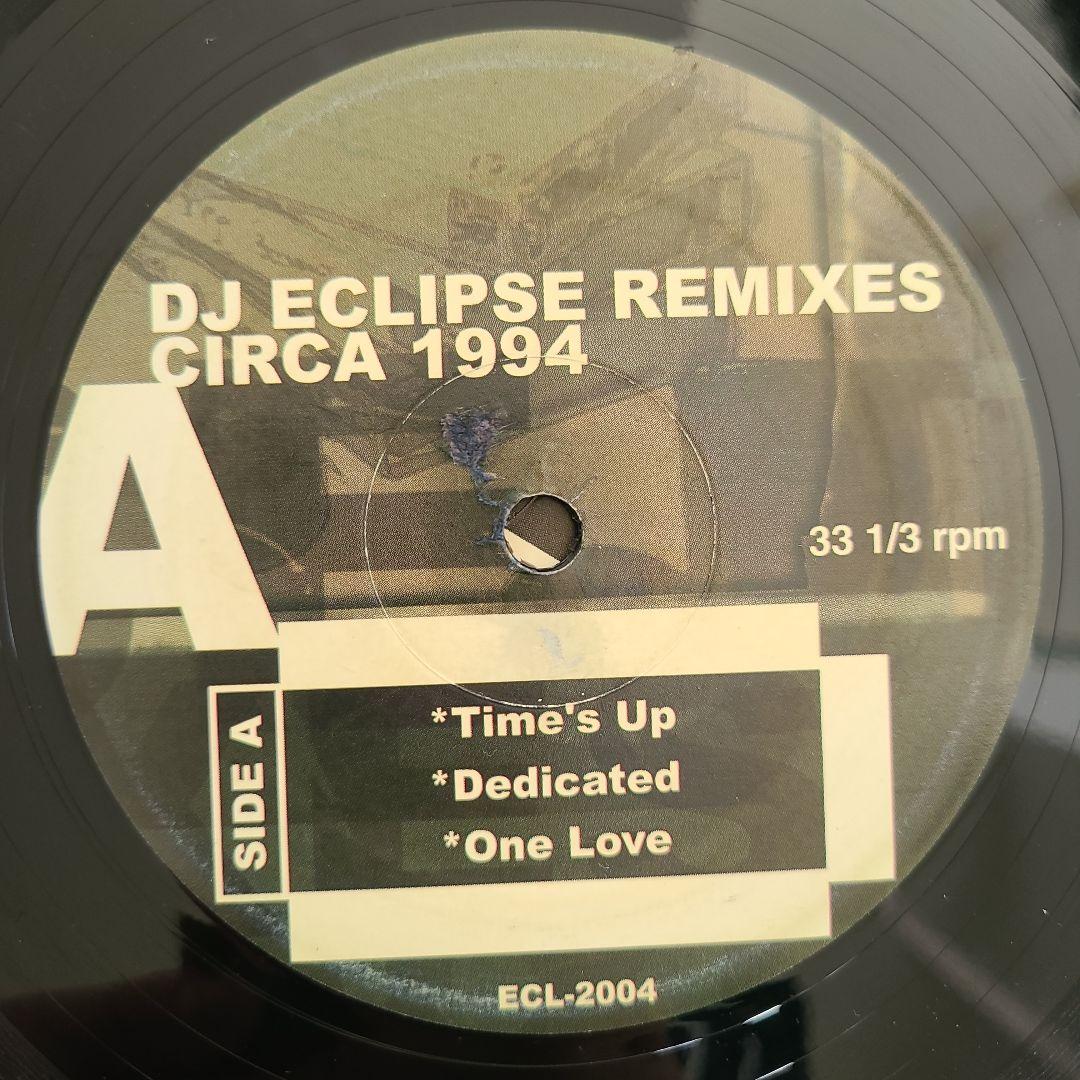 DJ ECLIPSE REMIXES
CIRCA 1994
A
33 1/3 rpm
SIDE A
*Time's Up
*Dedicated
*One Love
ECL-2004